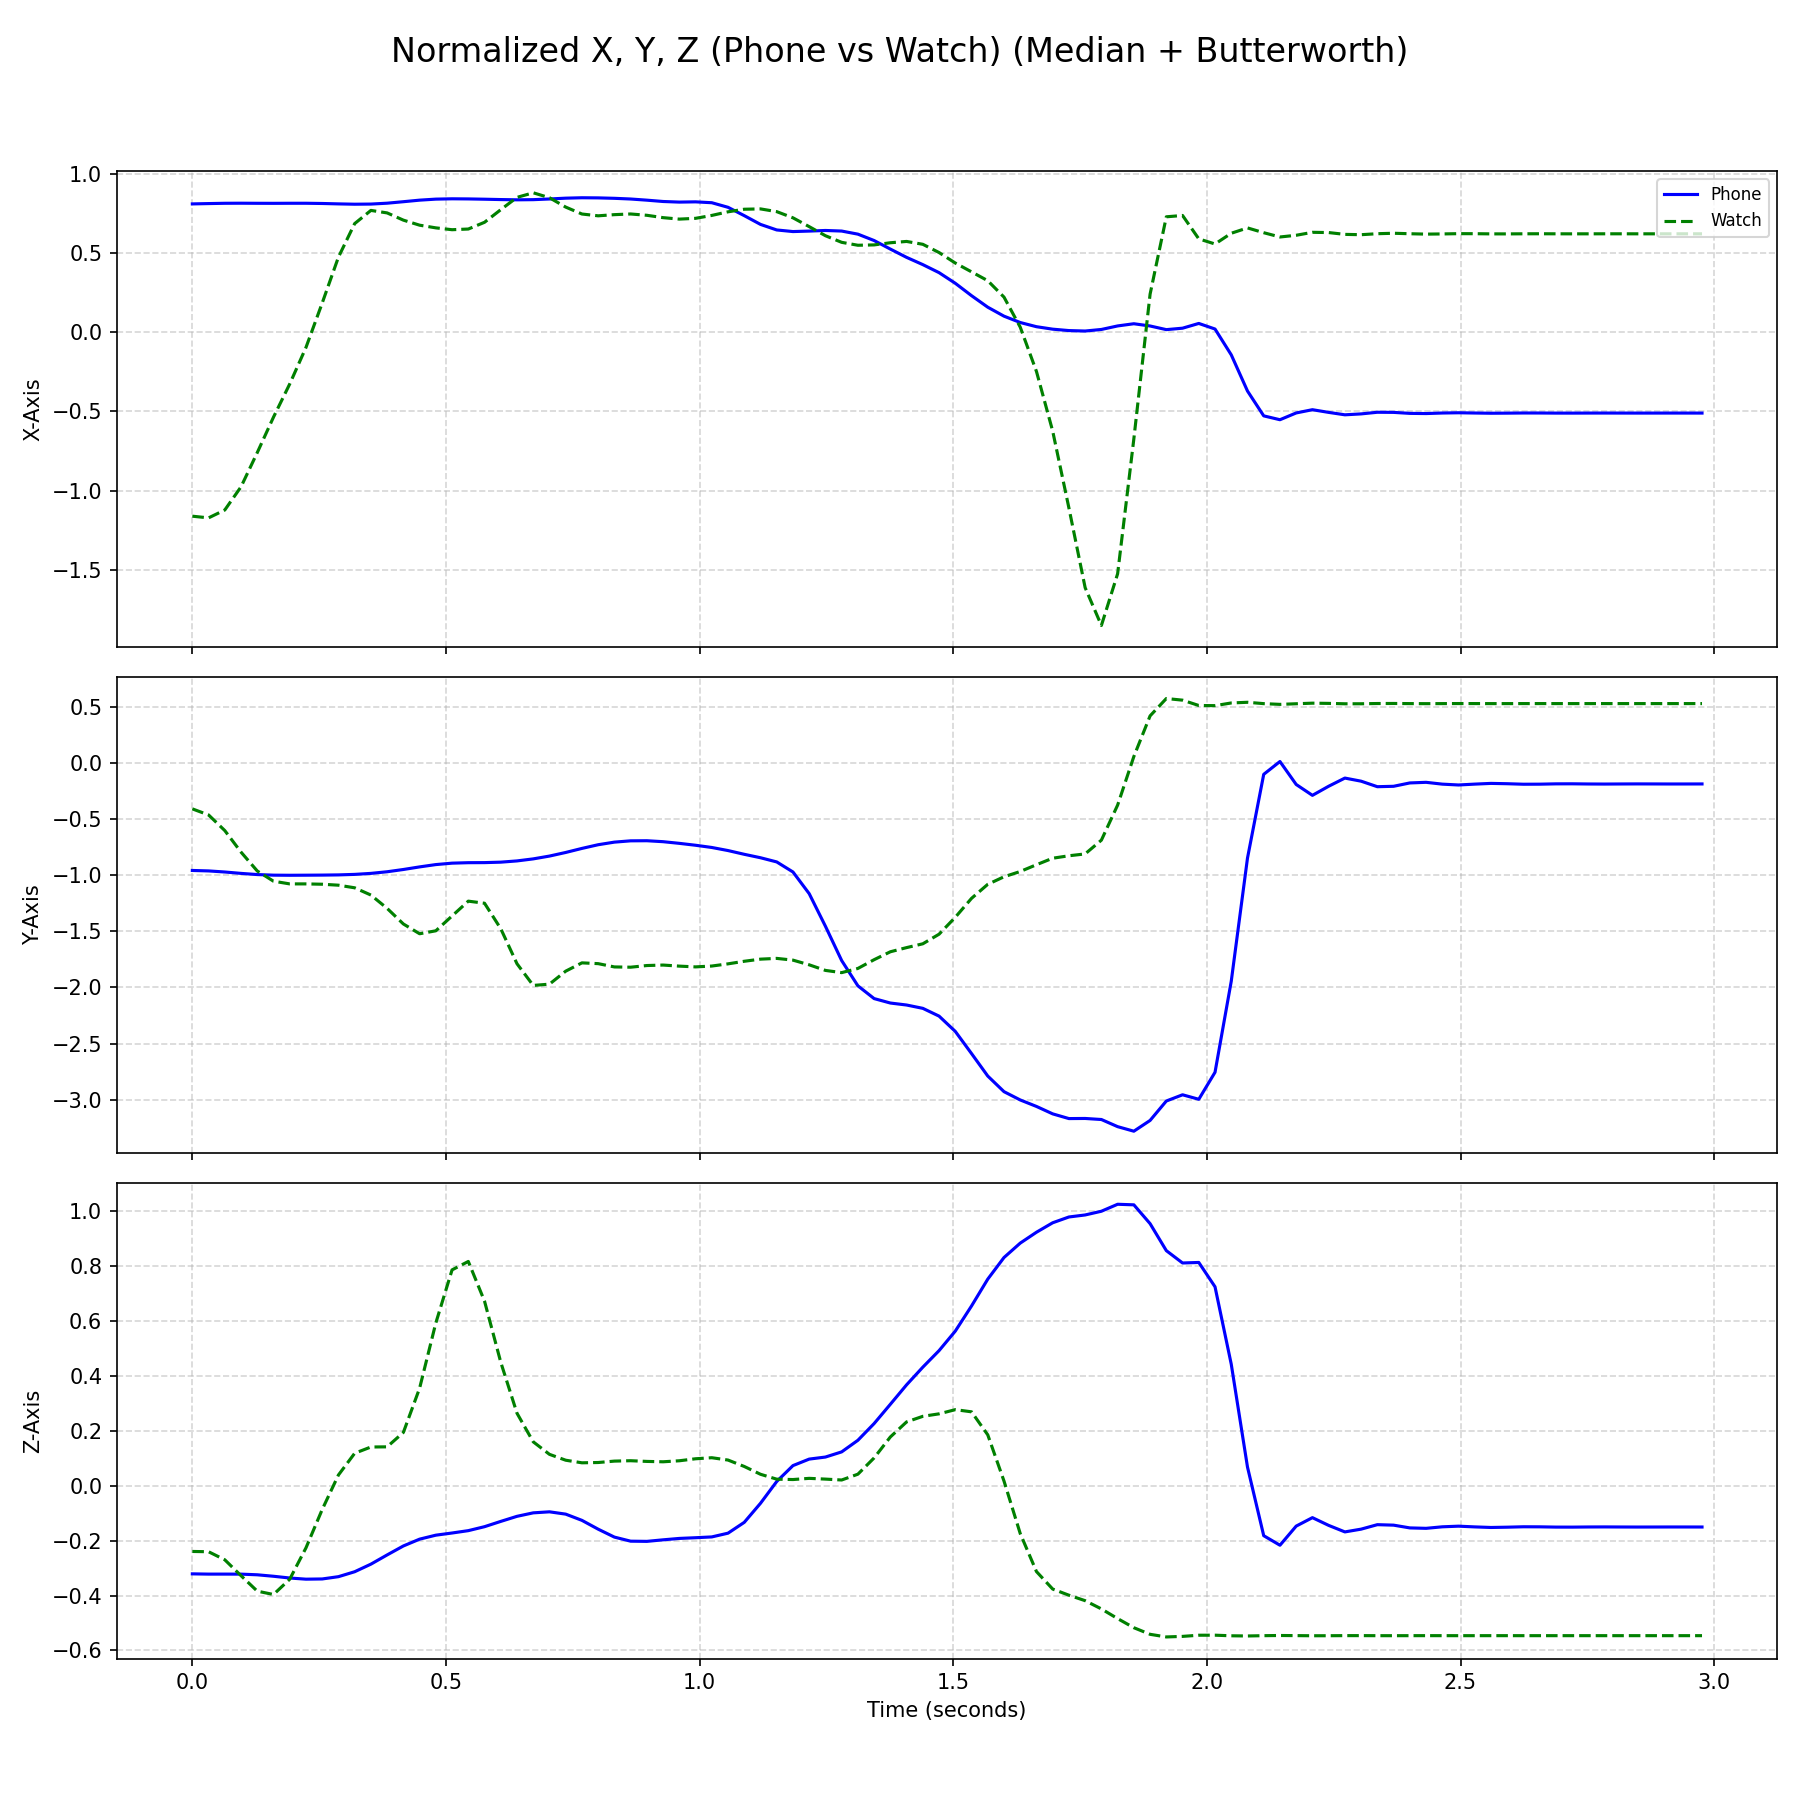 Normalized X, Y, Z (Phone vs Watch) (Median + Butterworth)
Phone
Watch
X-Axis
1.0
0.5
0.0
−0.5
−1.0
−1.5
Y-Axis
0.5
0.0
−0.5
−1.0
−1.5
−2.0
−2.5
−3.0
Z-Axis
1.0
0.8
0.6
0.4
0.2
0.0
−0.2
−0.4
−0.6
0.0 0.5 1.0 1.5 2.0 2.5 3.0
Time (seconds)